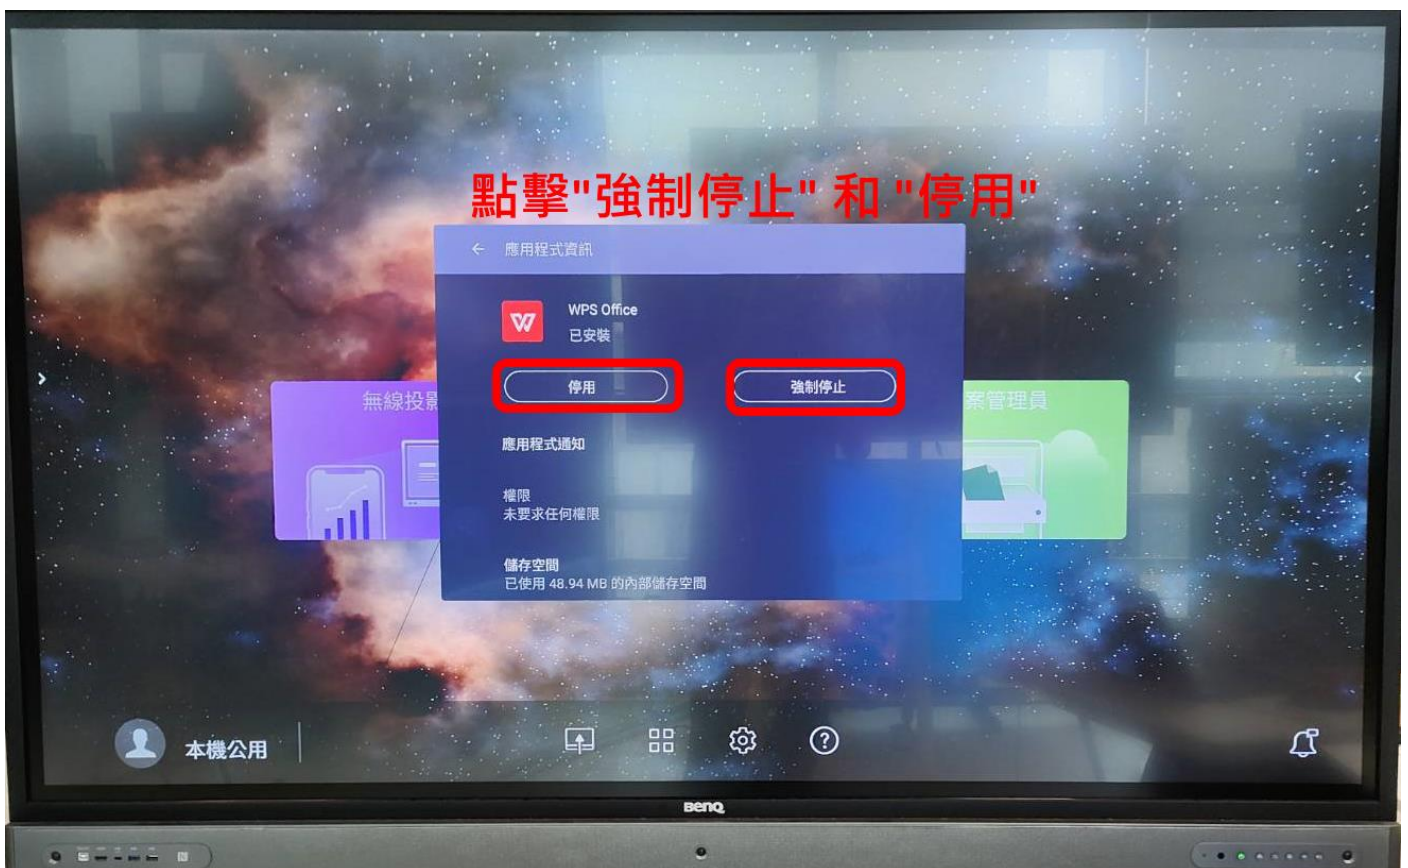 點擊"強制停止" 和 "停用"
← 應用程式資訊
WPS Office
已安裝
停用
強制停止
無線投影
案管理員
應用程式通知
權限
未要求任何權限
儲存空間
已使用 48.94 MB 的內部儲存空間
本機公用
BenQ